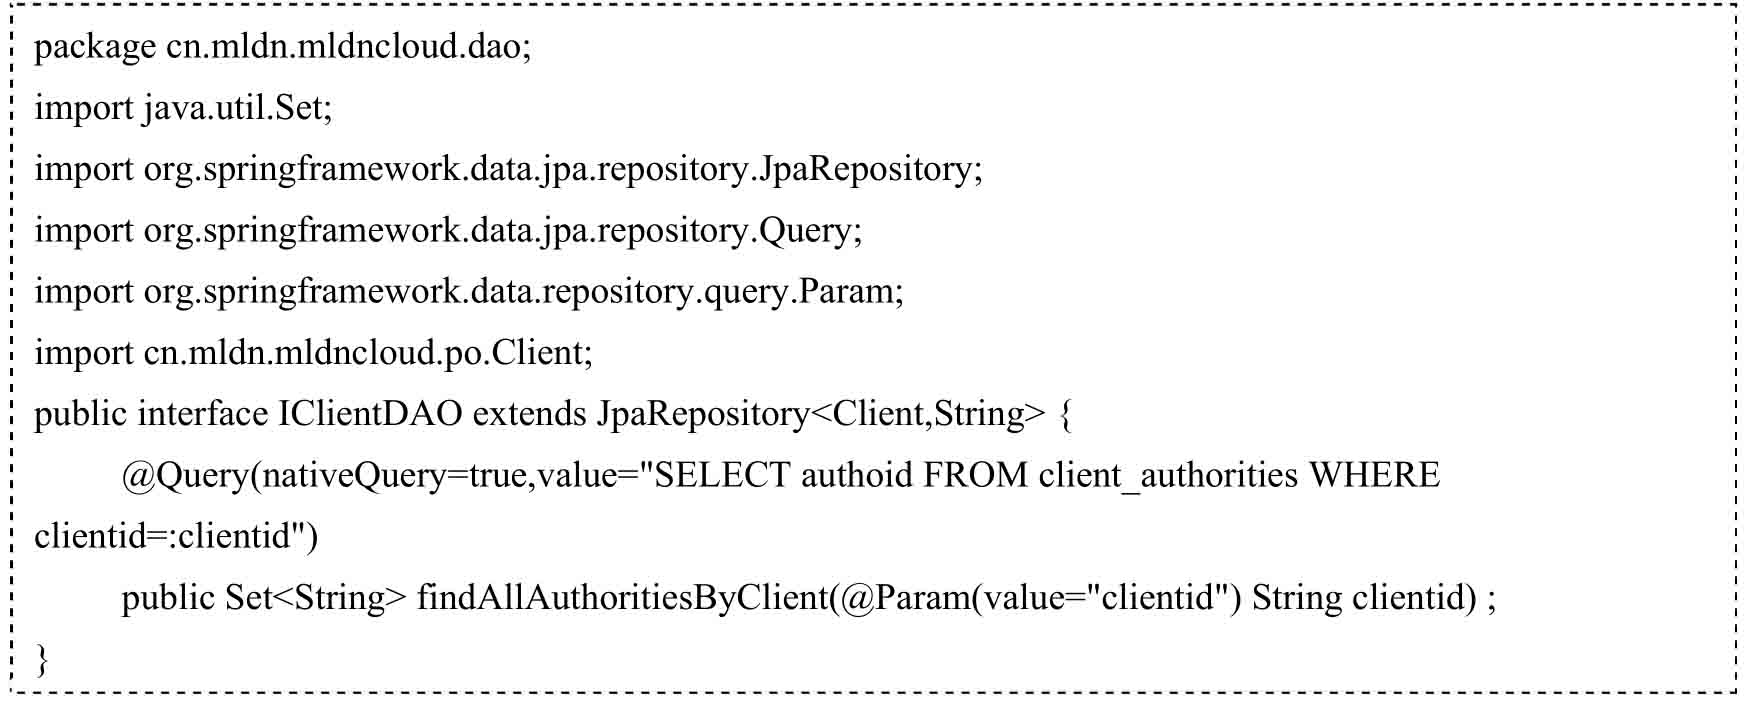 package cn.mldn.mldncloud.dao;
import java.util.Set;
import org.springframework.data.jpa.repository.JpaRepository;
import org.springframework.data.jpa.repository.Query;
import org.springframework.data.repository.query.Param;
import cn.mldn.mldncloud.po.Client;
public interface IClientDAO extends JpaRepository<Client,String> {
@Query(nativeQuery=true,value="SELECT authoid FROM client_authorities WHERE
clientid=:clientid")
public Set<String> findAllAuthoritiesByClient(@Param(value="clientid") String clientid) ;
}